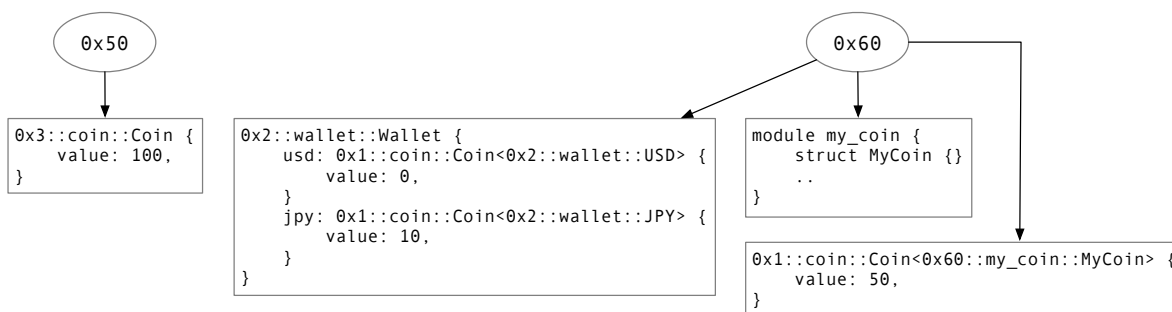 0x50
0x60
0x3::coin::Coin {
    value: 100,
}
0x2::wallet::Wallet {
    usd: 0x1::coin::Coin<0x2::wallet::USD> {
        value: 0,
    }
    jpy: 0x1::coin::Coin<0x2::wallet::JPY> {
        value: 10,
    }
}
module my_coin {
    struct MyCoin {}
    ..
}
0x1::coin::Coin<0x60::my_coin::MyCoin> {
    value: 50,
}